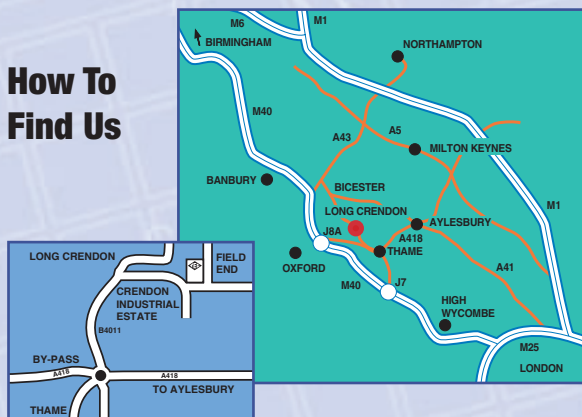 How To
Find Us
M6
M1
BIRMINGHAM
NORTHAMPTON
M40
A43
A5
MILTON KEYNES
BANBURY
BICESTER
LONG CRENDON
AYLESBURY
M1
J8A
A418
THAME
OXFORD
A41
M40
J7
HIGH
WYCOMBE
M25
LONDON
LONG CRENDON
FIELD
END
CRENDON
INDUSTRIAL
ESTATE
B4011
BY-PASS
A418
A418
TO AYLESBURY
THAME